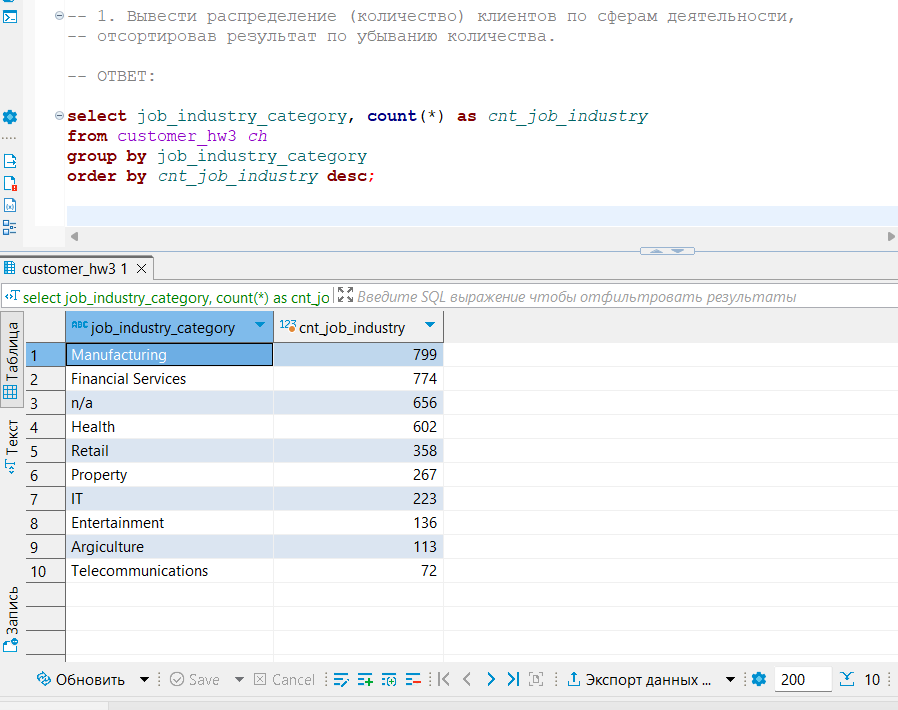 -- 1. Вывести распределение (количество) клиентов по сферам деятельности,
-- отсортировав результат по убыванию количества.
-- ОТВЕТ:
select job_industry_category, count(*) as cnt_job_industry
from customer_hw3 ch
group by job_industry_category
order by cnt_job_industry desc;
customer_hw3 1
select job_industry_category, count(*) as cnt_jo
Введите SQL выражение чтобы отфильтровать результаты
Таблица
Текст
Запись
ABC job_industry_category 123 cnt_job_industry
1 Manufacturing 799
2 Financial Services 774
3 n/a 656
4 Health 602
5 Retail 358
6 Property 267
7 IT 223
8 Entertainment 136
9 Argiculture 113
10 Telecommunications 72
Обновить Save Cancel Экспорт данных ... 200 10